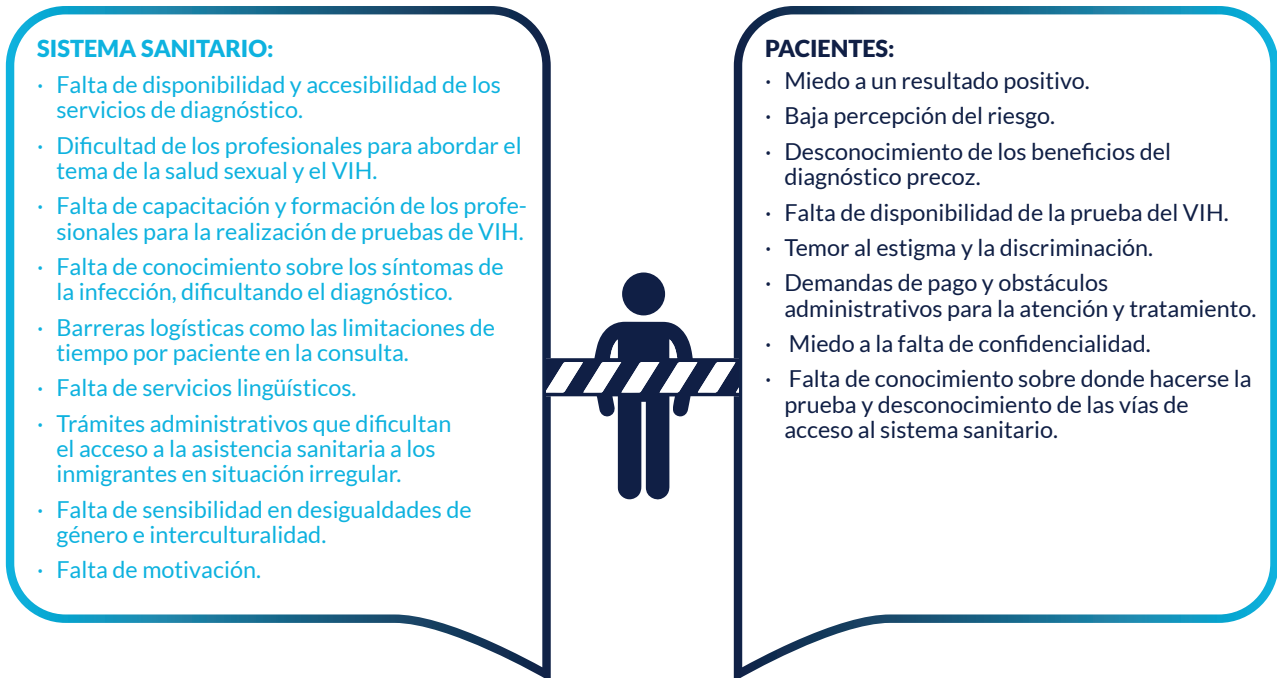 SISTEMA SANITARIO:
· Falta de disponibilidad y accesibilidad de los
servicios de diagnóstico.
· Dificultad de los profesionales para abordar el
tema de la salud sexual y el VIH.
· Falta de capacitación y formación de los profe-
sionales para la realización de pruebas de VIH.
· Falta de conocimiento sobre los síntomas de
la infección, dificultando el diagnóstico.
· Barreras logísticas como las limitaciones de
tiempo por paciente en la consulta.
· Falta de servicios lingüísticos.
· Trámites administrativos que dificultan
el acceso a la asistencia sanitaria a los
inmigrantes en situación irregular.
· Falta de sensibilidad en desigualdades de
género e interculturalidad.
· Falta de motivación.
PACIENTES:
· Miedo a un resultado positivo.
· Baja percepción del riesgo.
· Desconocimiento de los beneficios del
diagnóstico precoz.
· Falta de disponibilidad de la prueba del VIH.
· Temor al estigma y la discriminación.
· Demandas de pago y obstáculos
administrativos para la atención y tratamiento.
· Miedo a la falta de confidencialidad.
· Falta de conocimiento sobre donde hacerse la
prueba y desconocimiento de las vías de
acceso al sistema sanitario.